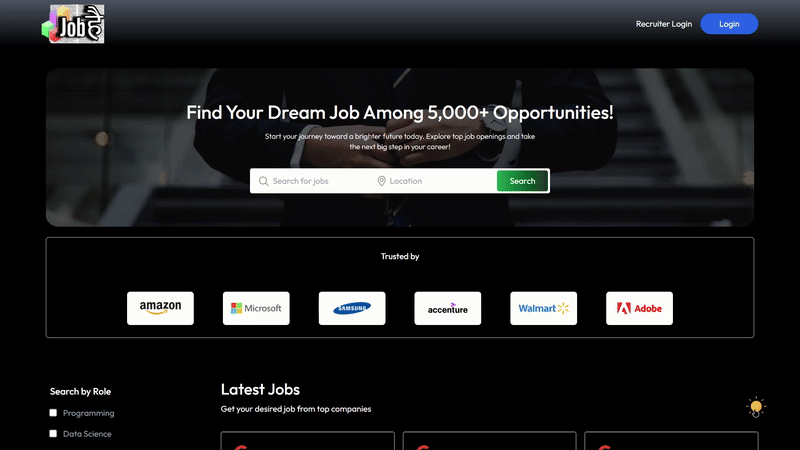 Job है
Recruiter Login
Login
Find Your Dream Job Among 5,000+ Opportunities!
Start your journey toward a brighter future today. Explore top job openings and take
the next big step in your career!
Search for jobs
Location
Search
Trusted by
amazon
Microsoft
SAMSUNG
accenture
Walmart
Adobe
Search by Role
Programming
Data Science
Latest Jobs
Get your desired job from top companies